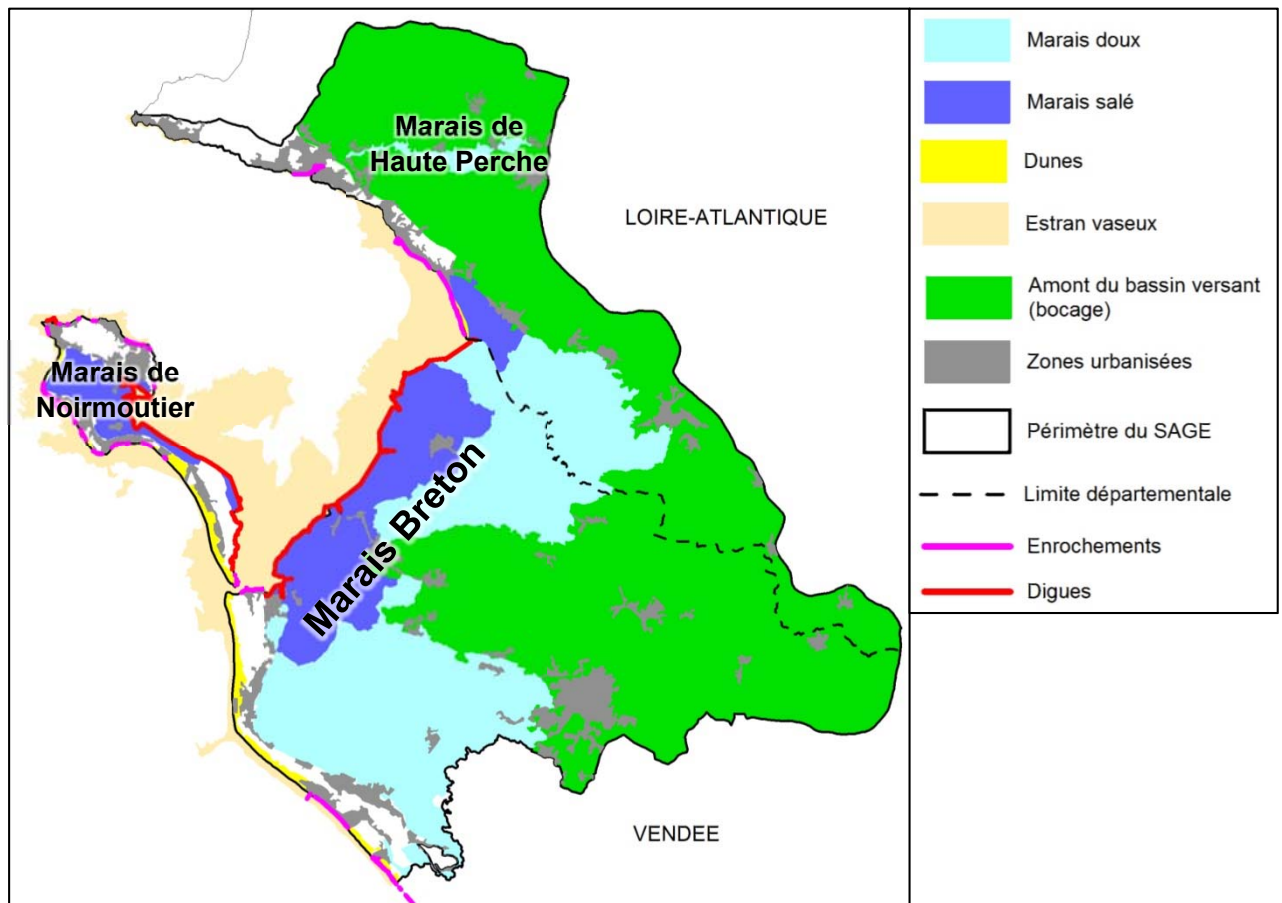 Marais de
Haute Perche
LOIRE-ATLANTIQUE
Marais de
Noirmoutier
Marais Breton
VENDEE
Marais doux
Marais salé
Dunes
Estran vaseux
Amont du bassin versant
(bocage)
Zones urbanisées
Périmètre du SAGE
Limite départementale
Enrochements
Digues